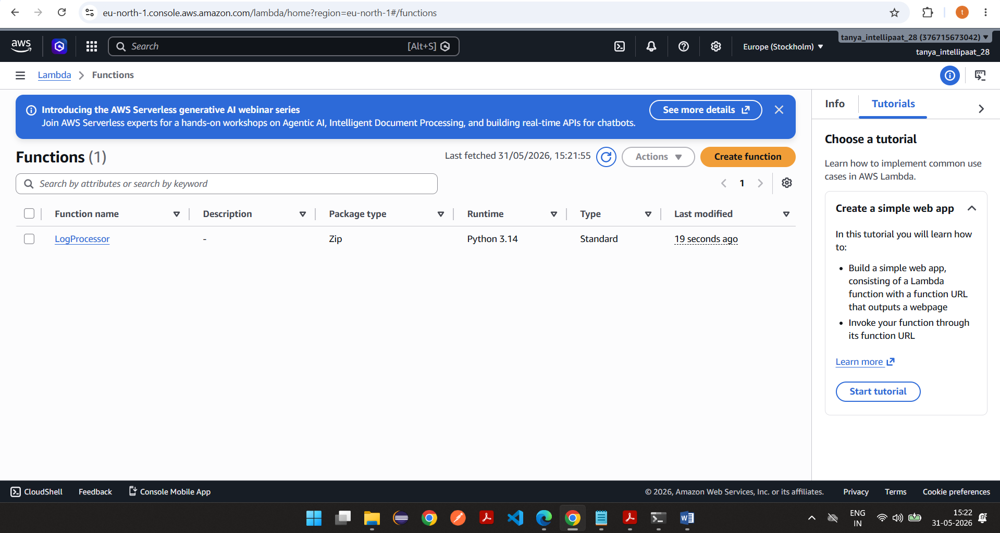 eu-north-1.console.aws.amazon.com/lambda/home?region=eu-north-1#/functions
t
aws
Search
[Alt+S]
Europe (Stockholm)
tanya_intellipaat_28 (376715673042)
tanya_intellipaat_28
Lambda
Functions
Introducing the AWS Serverless generative AI webinar series
Join AWS Serverless experts for a hands-on workshops on Agentic AI, Intelligent Document Processing, and building real-time APIs for chatbots.
See more details
Functions (1)
Last fetched 31/05/2026, 15:21:55
Actions
Create function
Search by attributes or search by keyword
1
Function name
Description
Package type
Runtime
Type
Last modified
LogProcessor
-
Zip
Python 3.14
Standard
19 seconds ago
Info
Tutorials
Choose a tutorial
Learn how to implement common use
cases in AWS Lambda.
Create a simple web app
In this tutorial you will learn how
to:
• Build a simple web app,
consisting of a Lambda
function with a function URL
that outputs a webpage
• Invoke your function through
its function URL
Learn more
Start tutorial
CloudShell
Feedback
Console Mobile App
© 2026, Amazon Web Services, Inc. or its affiliates.
Privacy
Terms
Cookie preferences
ENG
IN
15:22
31-05-2026